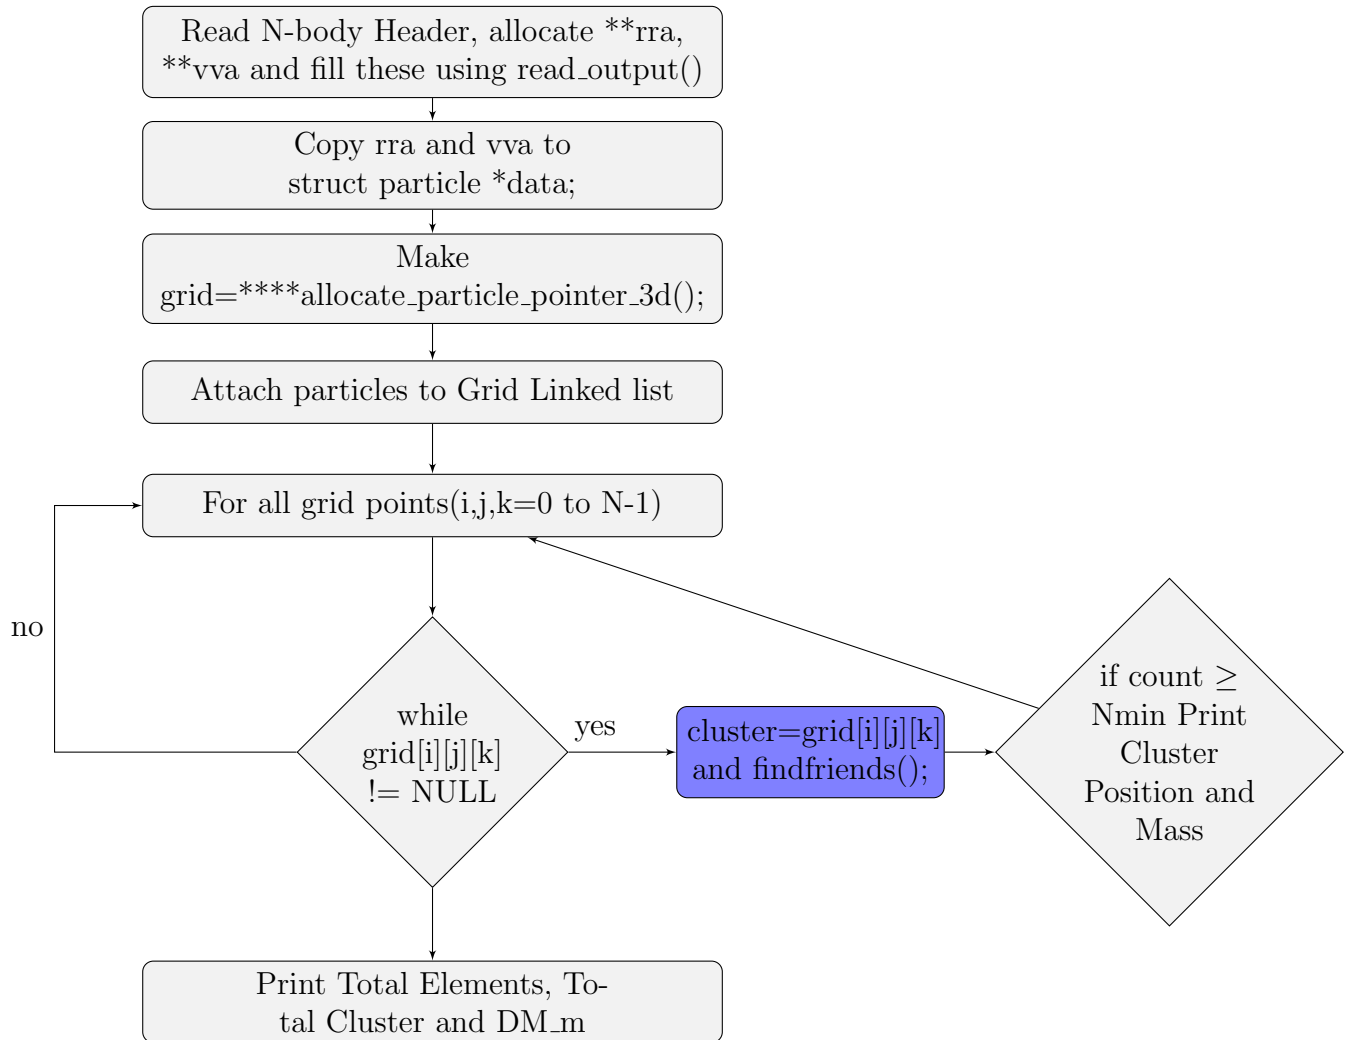 Read N-body Header, allocate **rra,
**vva and fill these using read_output()
Copy rra and vva to
struct particle *data;
Make
grid=****allocate_particle_pointer_3d();
Attach particles to Grid Linked list
For all grid points(i,j,k=0 to N-1)
no
while
grid[i][j][k]
!= NULL
yes
cluster=grid[i][j][k]
and findfriends();
if count ≥
Nmin Print
Cluster
Position and
Mass
Print Total Elements, To-
tal Cluster and DM_m